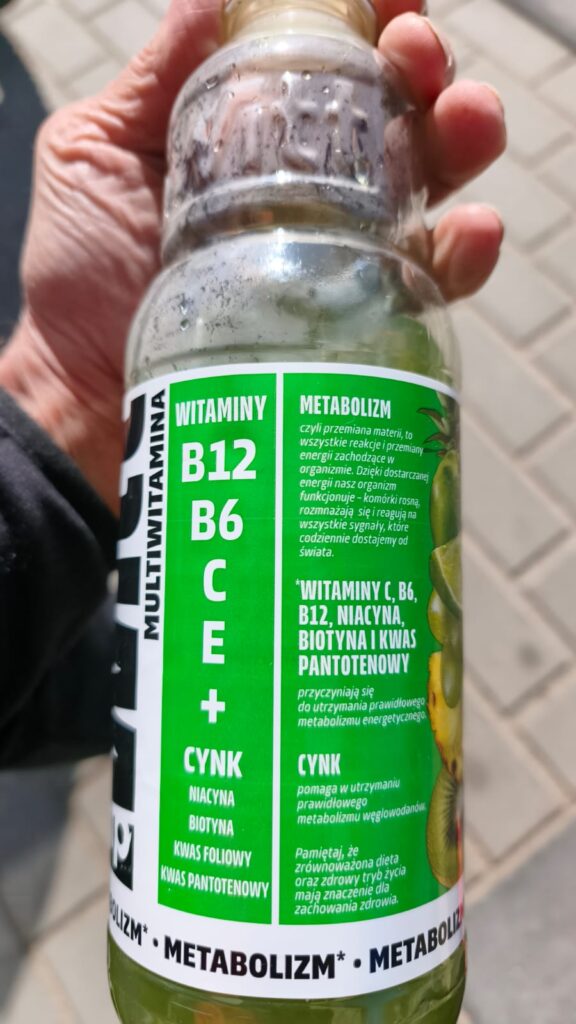 MULTIWITAMINA
WITAMINY
B12
B6
C
E
+
CYNK
NIACYNA
BIOTYNA
KWAS FOLIOWY
KWAS PANTOTENOWY
METABOLIZM
czyli przemiana materii, to
wszystkie reakcje i przemiany
energii zachodzące w
organizmie. Dzięki dostarczanej
energii nasz organizm
funkcjonuje - komórki rosną,
rozmnażają się i reagują na
wszystkie sygnały, które
codziennie dostajemy od
świata.
*WITAMINY C, B6,
B12, NIACYNA,
BIOTYNA I KWAS
PANTOTENOWY
przyczyniają się
do utrzymania prawidłowego
metabolizmu energetycznego.
CYNK
pomaga w utrzymaniu
prawidłowego
metabolizmu węglowodanów.
Pamiętaj, że
zrównoważona dieta
oraz zdrowy tryb życia
mają znaczenie dla
zachowania zdrowia.
OLIZM* • METABOLIZM* • METABOLIZ